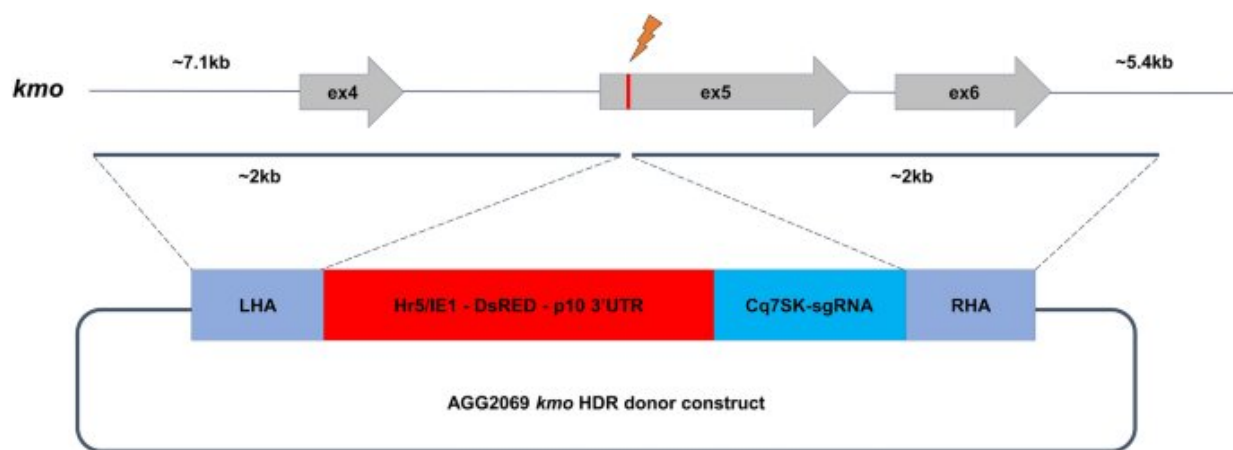 ~7.1kb
~5.4kb
kmo
ex4
ex5
ex6
~2kb
~2kb
LHA
Hr5/IE1 - DsRED - p10 3'UTR
Cq7SK-sgRNA
RHA
AGG2069 kmo HDR donor construct